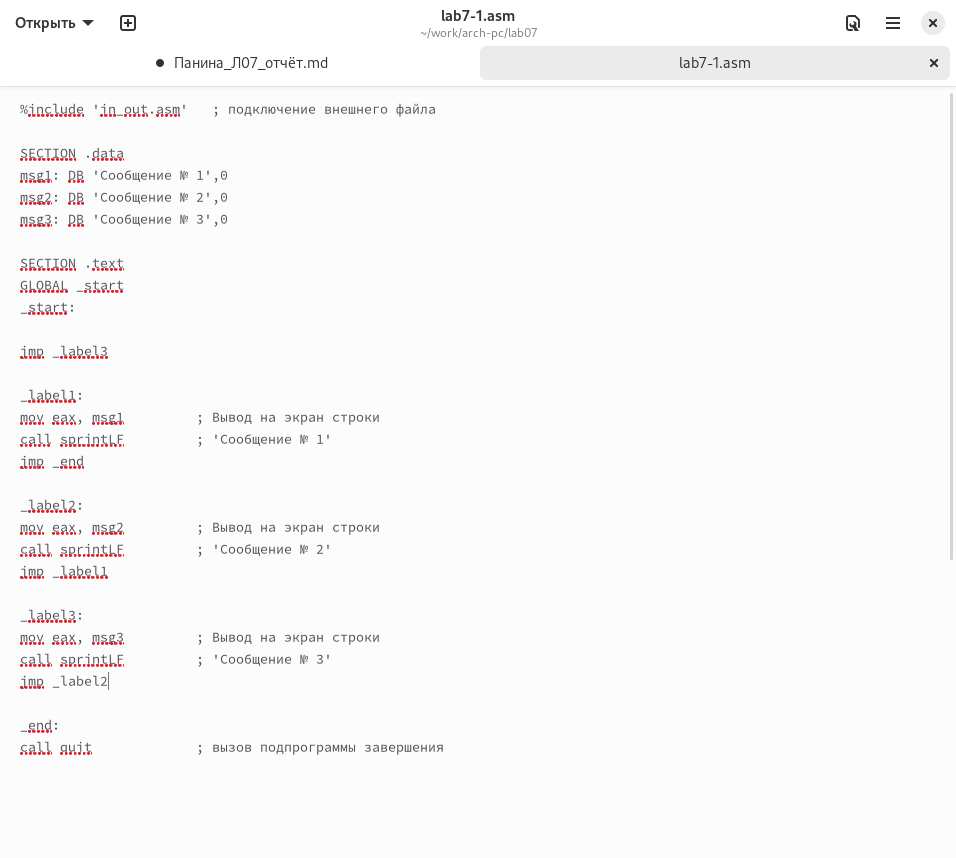 Открыть
lab7-1.asm
~/work/arch-pc/lab07
Панина_Л07_отчёт.md
lab7-1.asm
%include 'in_out.asm'   ; подключение внешнего файла
SECTION .data
msg1: DB 'Сообщение № 1',0
msg2: DB 'Сообщение № 2',0
msg3: DB 'Сообщение № 3',0
SECTION .text
GLOBAL _start
_start:
jmp _label3
_label1:
mov eax, msg1         ; Вывод на экран строки
call sprintLF         ; 'Сообщение № 1'
jmp _end
_label2:
mov eax, msg2         ; Вывод на экран строки
call sprintLF         ; 'Сообщение № 2'
jmp _label1
_label3:
mov eax, msg3         ; Вывод на экран строки
call sprintLF         ; 'Сообщение № 3'
jmp _label2
_end:
call quit             ; вызов подпрограммы завершения